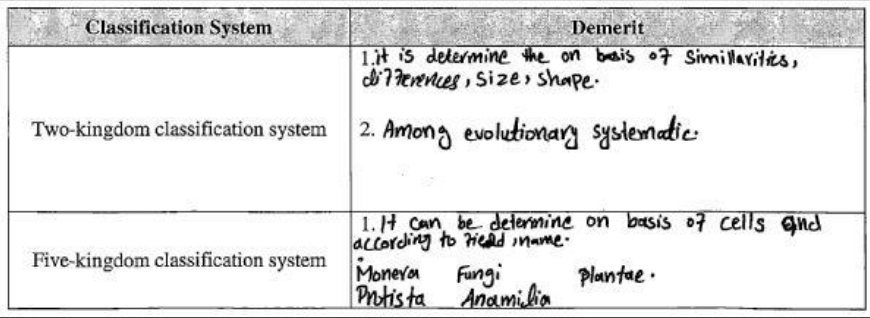 Classification System
Demerit
Two-kingdom classification system
1.it is determine the on basis of Simillarities,
differences, size, shape.
2. Among evolutionary systematic.
Five-kingdom classification system
1. It can be determine on basis of cells and
according to name.
Monera Fungi Plantae.
Protista Anamilia